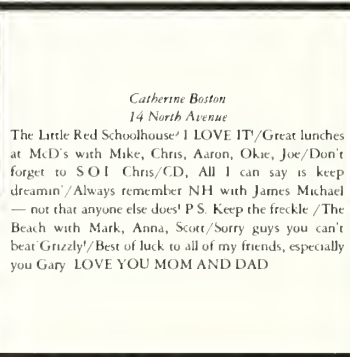 Catherine Boston
14 North Avenue
The Little Red Schoolhouse' I LOVE IT'/Great lunches
at McD's with Mike, Chris, Aaron, Okie, Joe/Don't
forget to S O I Chris/CD, All I can say is keep
dreamin'/Always remember NH with James Michael
— not that anyone else does' P S. Keep the freckle /The
Beach with Mark, Anna, Scott/Sorry guys you can't
beat Grizzly'/Best of luck to all of my friends, especially
you Gary LOVE YOU MOM AND DAD